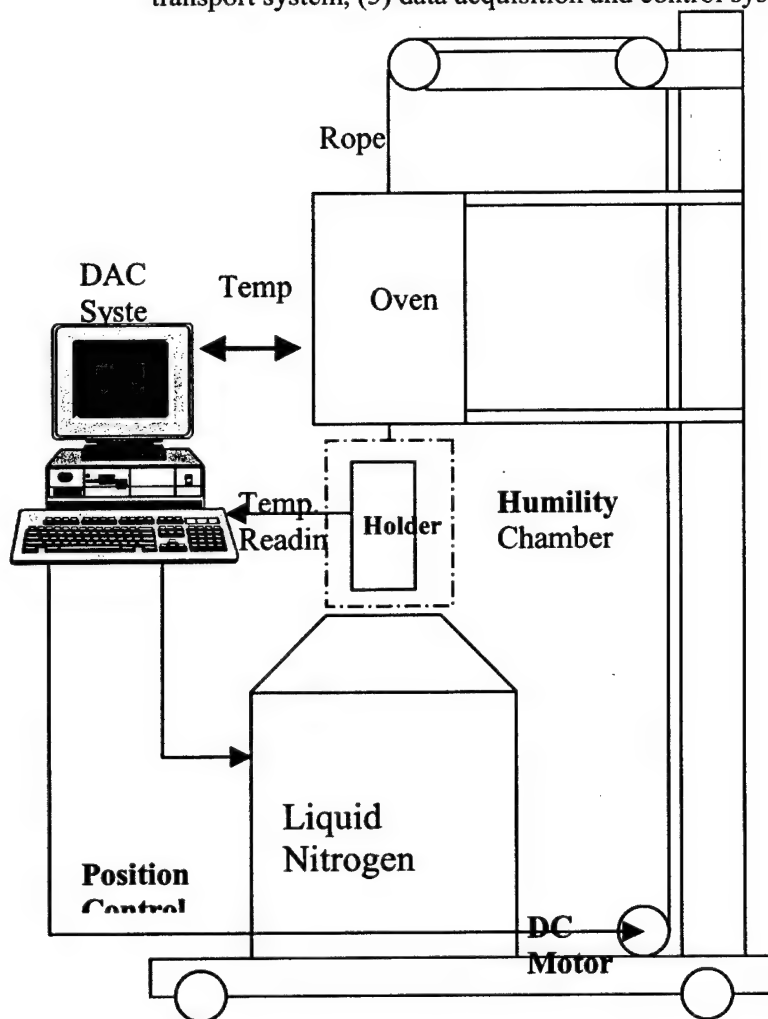 transport system, (3) data acquisition and control sys
Rope
DAC
Syste
Temp
Oven
Temp.
Readin
Holder
Humility
Chamber
Liquid
Nitrogen
Position
Control
DC
Motor